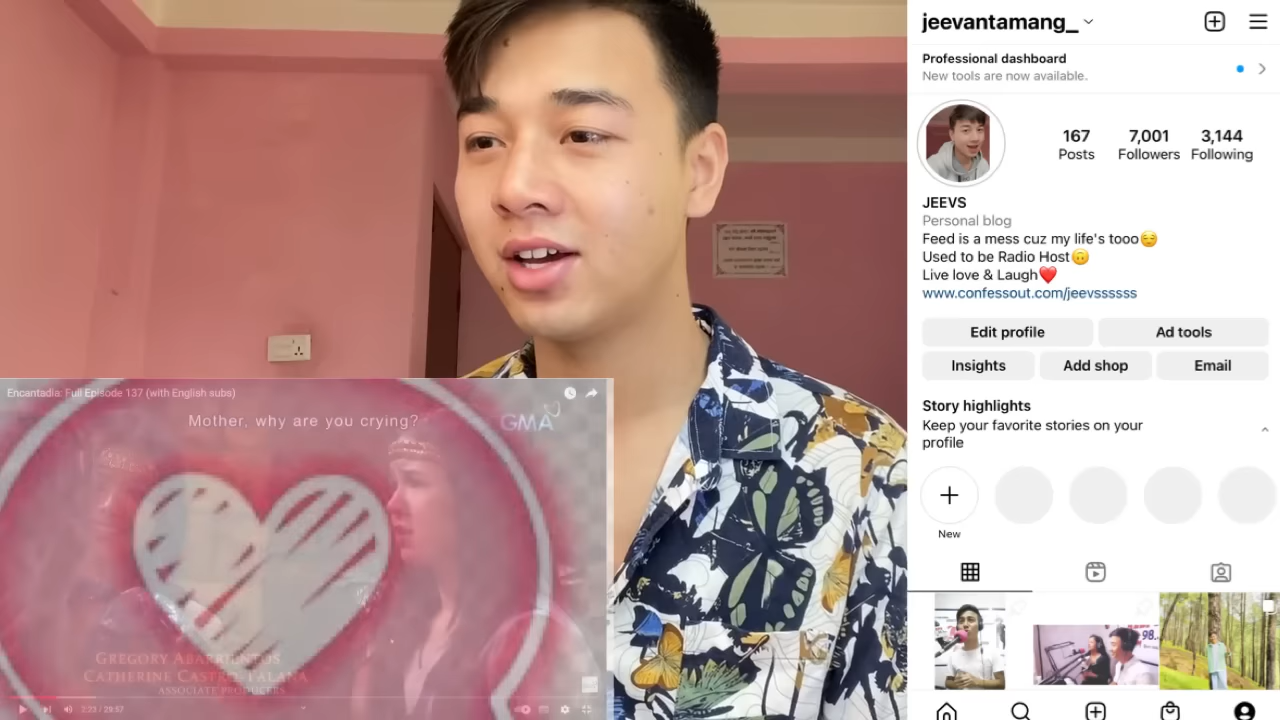 Encantadia: Full Episode 137 (with English subs)
Mother, why are you crying?
GMA
GREGORY ABARRIENTOS
CATHERINE CASTRO-TALANA
ASSOCIATE PRODUCERS
2:23 / 29:57
jeevantamang_
Professional dashboard
New tools are now available.
167 7,001 3,144
Posts Followers Following
JEEVS
Personal blog
Feed is a mess cuz my life's tooo😌
Used to be Radio Host🙃
Live love & Laugh❤️
www.confessout.com/jeevssssss
Edit profile Ad tools
Insights Add shop Email
Story highlights
Keep your favorite stories on your
profile
New
98.